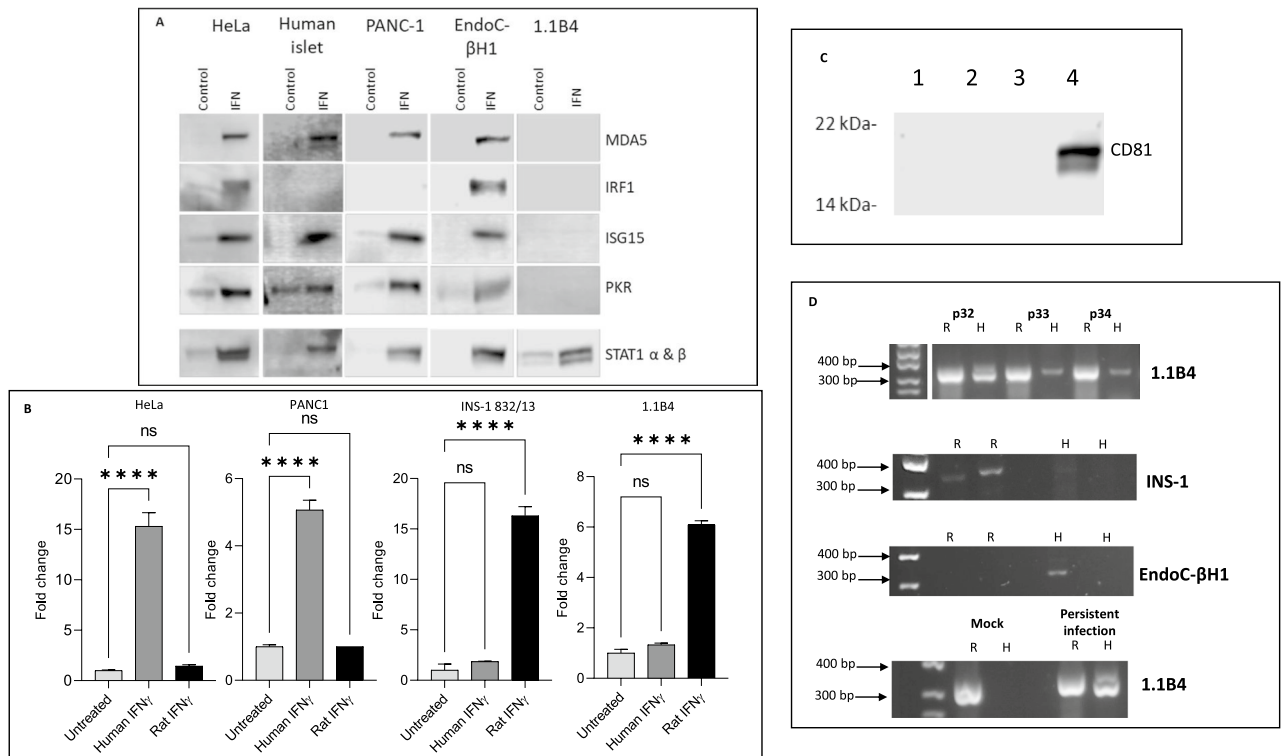 A
HeLa Human islet PANC-1 EndoC-βH1 1.1B4
Control IFN Control IFN Control IFN Control IFN Control IFN
MDA5
IRF1
ISG15
PKR
STAT1 α & β
B
HeLa
ns
****
Fold change
20
15
10
5
0
Untreated
Human IFNγ
Rat IFNγ
PANC1
ns
****
Fold change
6
4
2
0
Untreated
Human IFNγ
Rat IFNγ
INS-1 832/13
****
ns
Fold change
20
15
10
5
0
Untreated
Human IFNγ
Rat IFNγ
1.1B4
****
ns
Fold change
8
6
4
2
0
Untreated
Human IFNγ
Rat IFNγ
C
1 2 3 4
22 kDa-
CD81
14 kDa-
D
p32 p33 p34
R H R H R H
400 bp
300 bp
1.1B4
R R H H
400 bp
300 bp
INS-1
R R H H
400 bp
300 bp
EndoC-βH1
Mock
Persistent
infection
R H R H
400 bp
300 bp
1.1B4